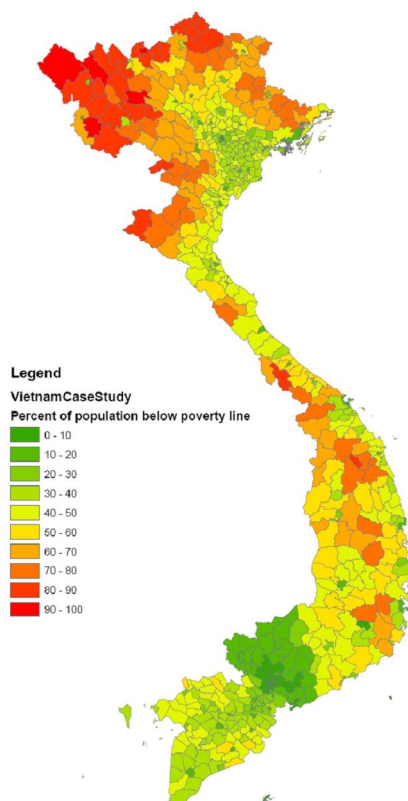 Legend
VietnamCaseStudy
Percent of population below poverty line
0 - 10
10 - 20
20 - 30
30 - 40
40 - 50
50 - 60
60 - 70
70 - 80
80 - 90
90 - 100